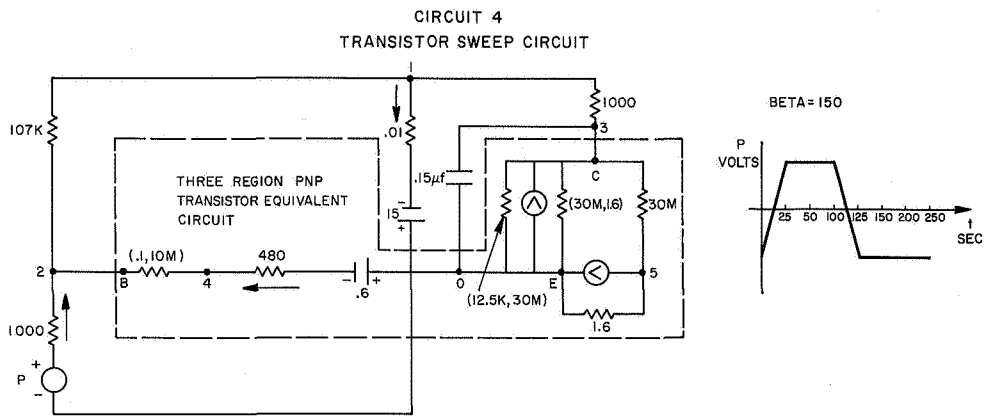 CIRCUIT 4
TRANSISTOR SWEEP CIRCUIT
1
107K
.01
1000
3
BETA = 150
P
VOLTS
25 50 100 125 150 200 250
t
SEC
THREE REGION PNP
TRANSISTOR EQUIVALENT
CIRCUIT
.15μf
C
(30M,1.6)
30M
-
15
+
2
B
(.1,10M)
4
480
- +
.6
0
(12.5K,30M)
E
5
1.6
1000
+
P
-